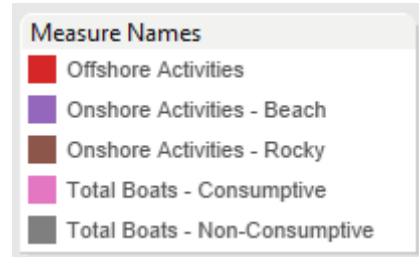 Measure Names
Offshore Activities
Onshore Activities - Beach
Onshore Activities - Rocky
Total Boats - Consumptive
Total Boats - Non-Consumptive